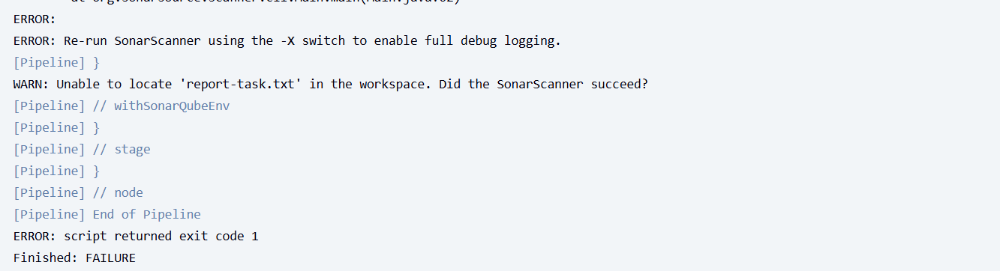 ERROR:
ERROR: Re-run SonarScanner using the -X switch to enable full debug logging.
[Pipeline] }
WARN: Unable to locate 'report-task.txt' in the workspace. Did the SonarScanner succeed?
[Pipeline] // withSonarQubeEnv
[Pipeline] }
[Pipeline] // stage
[Pipeline] }
[Pipeline] // node
[Pipeline] End of Pipeline
ERROR: script returned exit code 1
Finished: FAILURE